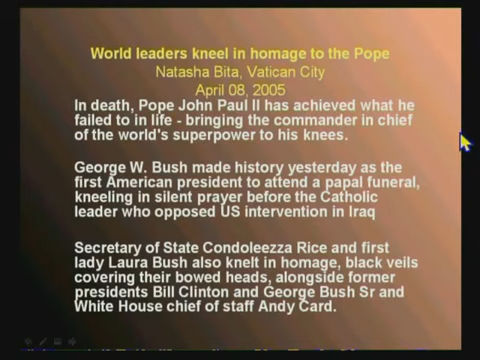 World leaders kneel in homage to the Pope
Natasha Bita, Vatican City
April 08, 2005
In death, Pope John Paul II has achieved what he
failed to in life - bringing the commander in chief
of the world's superpower to his knees.
George W. Bush made history yesterday as the
first American president to attend a papal funeral,
kneeling in silent prayer before the Catholic
leader who opposed US intervention in Iraq
Secretary of State Condoleezza Rice and first
lady Laura Bush also knelt in homage, black veils
covering their bowed heads, alongside former
presidents Bill Clinton and George Bush Sr and
White House chief of staff Andy Card.